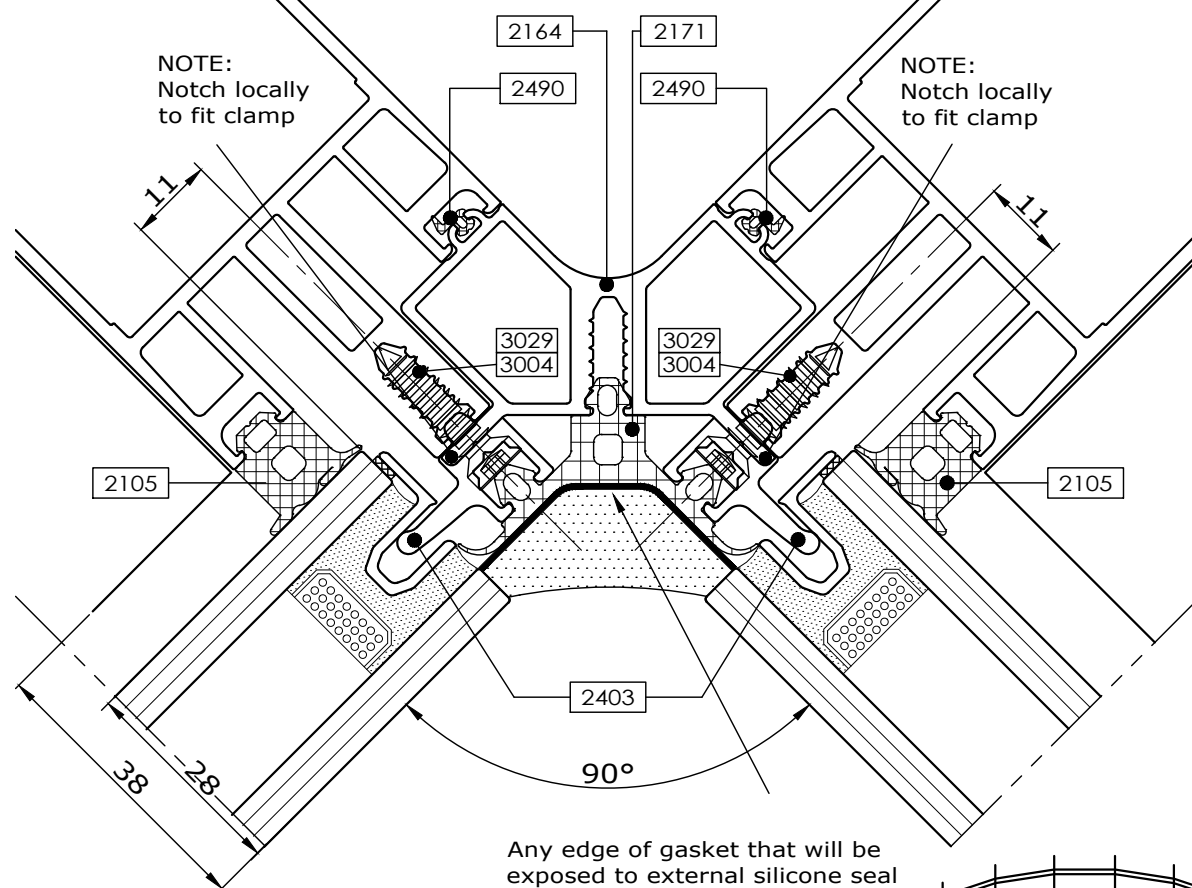 2164
2171
NOTE:
Notch locally
to fit clamp
2490
2490
NOTE:
Notch locally
to fit clamp
11
11
3029
3004
3029
3004
2105
2105
2403
90°
28
38
Any edge of gasket that will be
exposed to external silicone seal